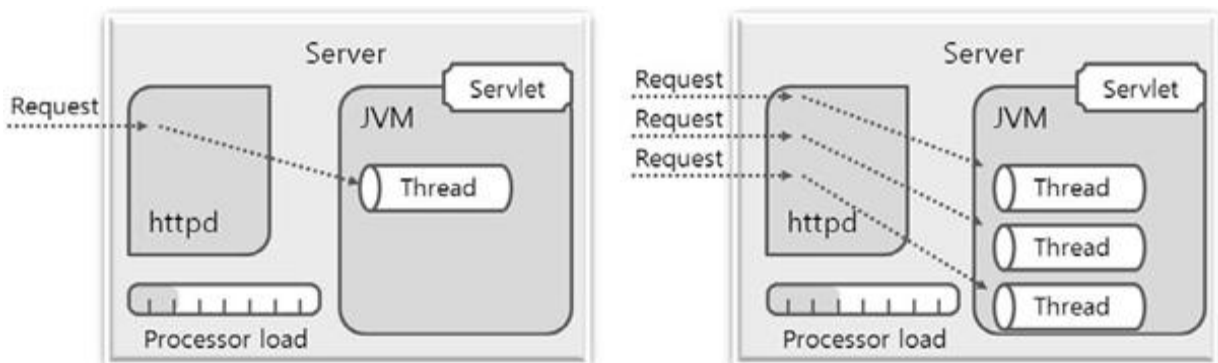 Server
Servlet
Request
JVM
Thread
httpd
Processor load
Server
Request
Servlet
Request
JVM
Request
Thread
httpd
Thread
Thread
Processor load